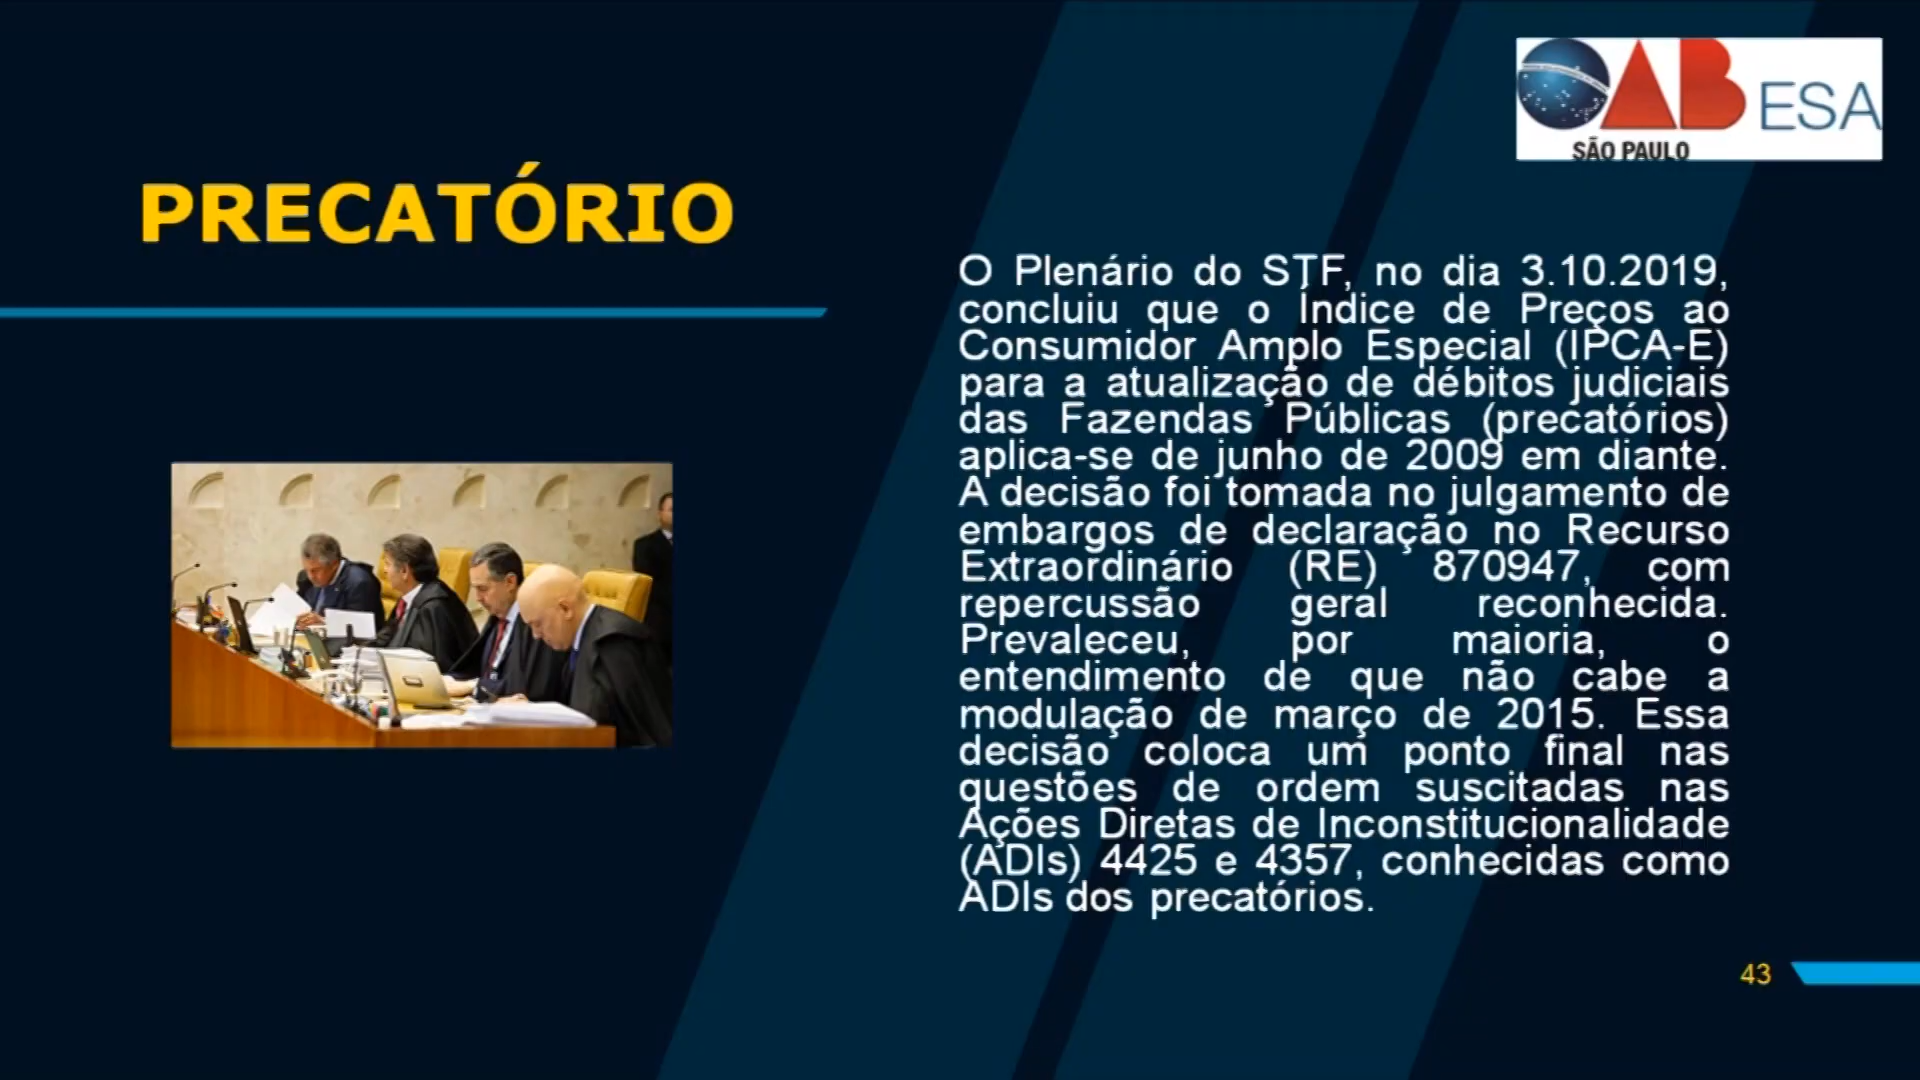 OAB ESA
SÃO PAULO
PRECATÓRIO
O Plenário do STF, no dia 3.10.2019,
concluiu que o Índice de Preços ao
Consumidor Amplo Especial (IPCA-E)
para a atualização de débitos judiciais
das Fazendas Públicas (precatórios)
aplica-se de junho de 2009 em diante.
A decisão foi tomada no julgamento de
embargos de declaração no Recurso
Extraordinário (RE) 870947, com
repercussão geral reconhecida.
Prevaleceu, por maioria, o
entendimento de que não cabe a
modulação de março de 2015. Essa
decisão coloca um ponto final nas
questões de ordem suscitadas nas
Ações Diretas de Inconstitucionalidade
(ADIs) 4425 e 4357, conhecidas como
ADIs dos precatórios.
43